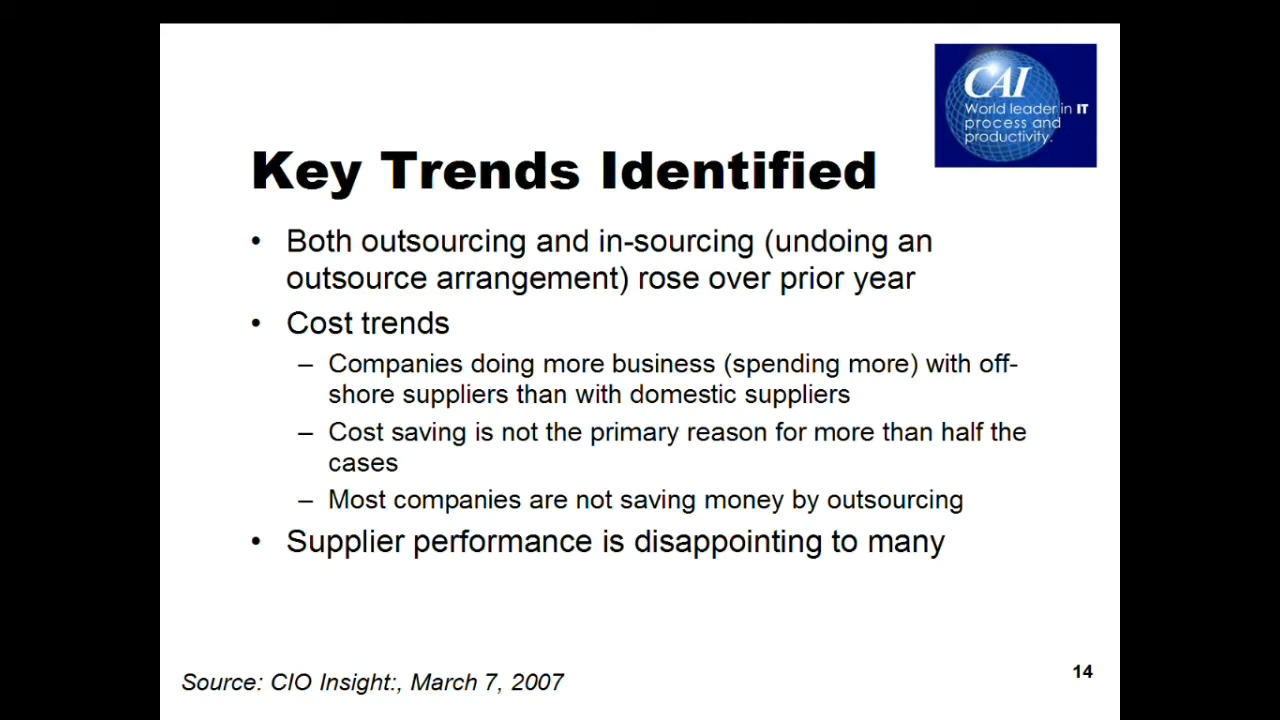 CAI
World leader in IT
process and
productivity.
Key Trends Identified
• Both outsourcing and in-sourcing (undoing an
outsource arrangement) rose over prior year
• Cost trends
– Companies doing more business (spending more) with off-
shore suppliers than with domestic suppliers
– Cost saving is not the primary reason for more than half the
cases
– Most companies are not saving money by outsourcing
• Supplier performance is disappointing to many
14
Source: CIO Insight:, March 7, 2007